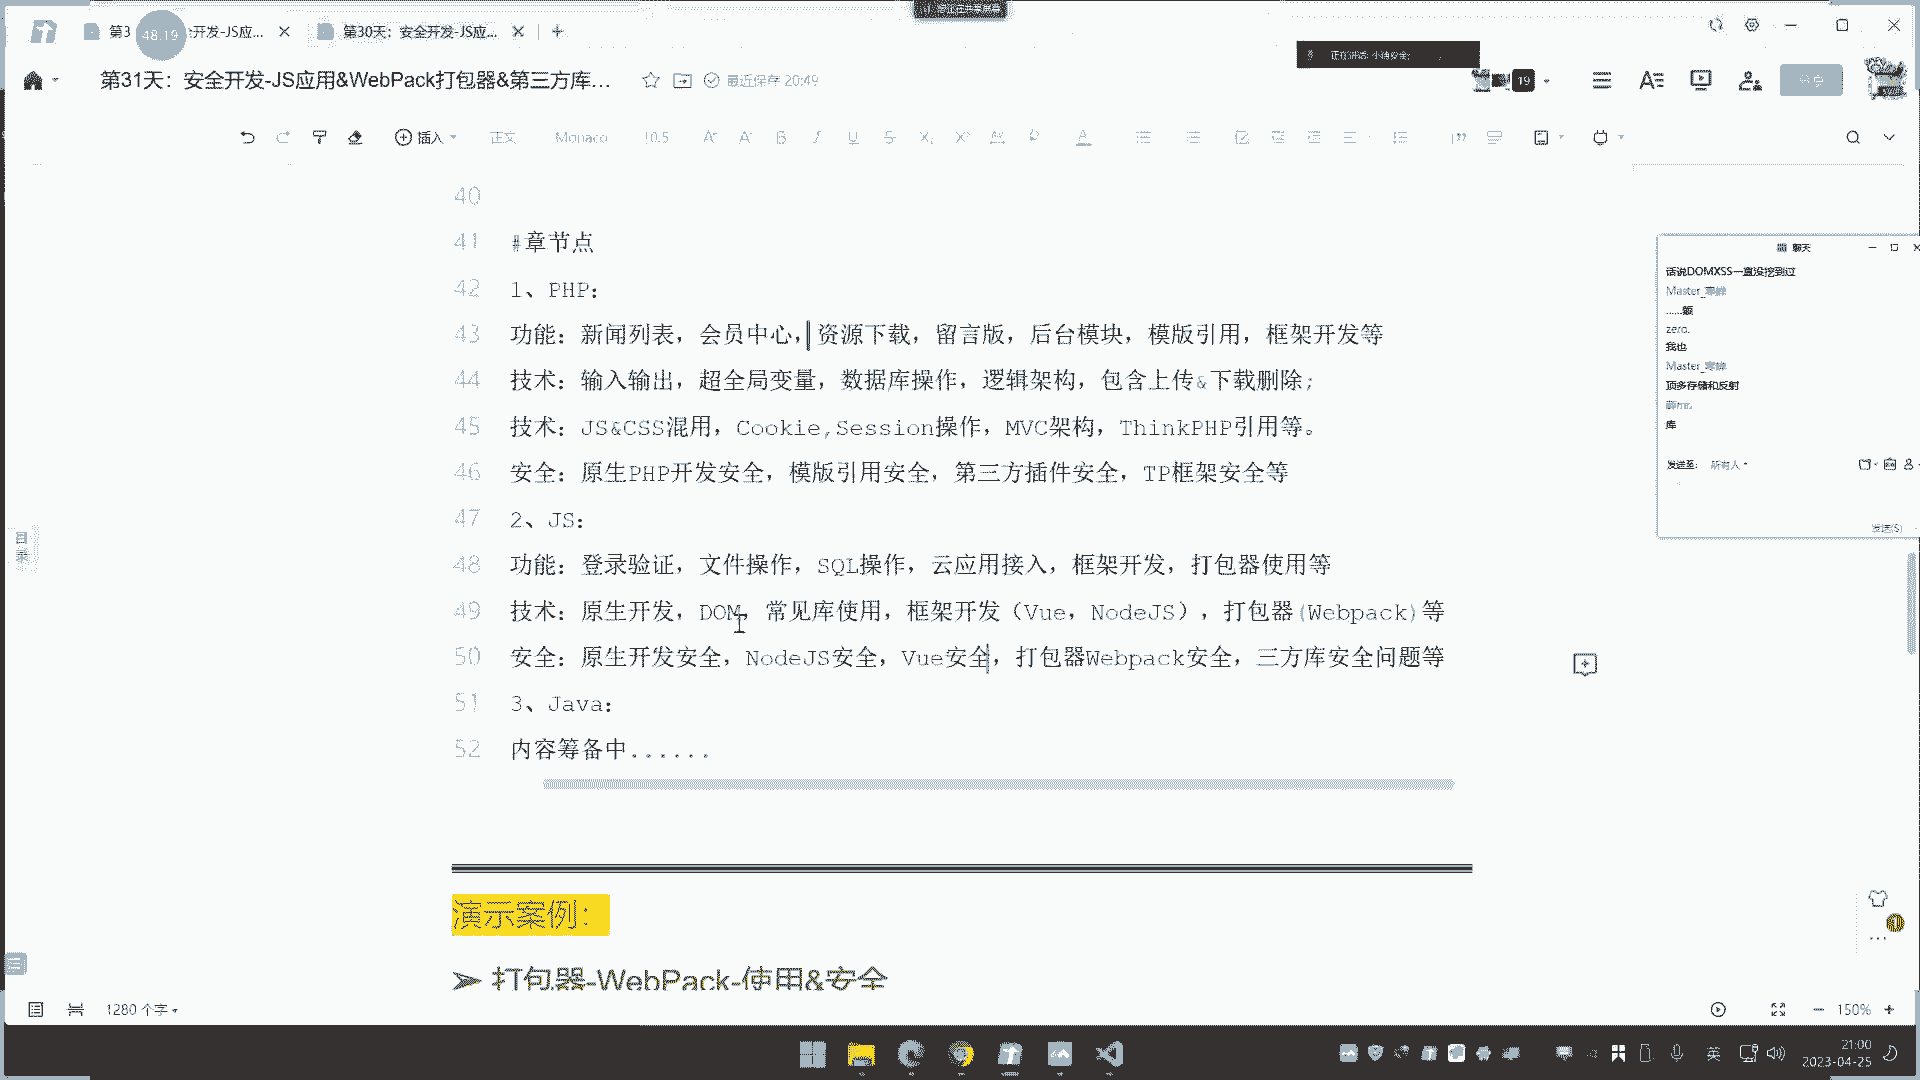 第3
48.19
全开发-JS应...
第30天：安全开发-JS应...
第31天：安全开发-JS应用&WebPack打包器&第三方库...
最近保存 20:49
19
插入
正文
Monaco
10.5
40
41 #章节点
42 1、PHP：
43 功能：新闻列表，会员中心，资源下载，留言版，后台模块，模版引用，框架开发等
44 技术：输入输出，超全局变量，数据库操作，逻辑架构，包含上传&下载删除；
45 技术：JS&CSS混用，Cookie,Session操作，MVC架构，ThinkPHP引用等。
46 安全：原生PHP开发安全，模版引用安全，第三方插件安全，TP框架安全等
47 2、JS：
48 功能：登录验证，文件操作，SQL操作，云应用接入，框架开发，打包器使用等
49 技术：原生开发，DOM，常见库使用，框架开发（Vue，NodeJS），打包器(Webpack)等
50 安全：原生开发安全，NodeJS安全，Vue安全，打包器Webpack安全，三方库安全问题等
51 3、Java：
52 内容筹备中......
演示案例：
➢ 打包器-WebPack-使用&安全
聊天
话说DOMXSS一直没挖到过
Master_
......额
zero.
我也
Master_
顶多存储和反射
库
发送至：
所有人
发送(S)
目录
1280 个字
150%
英
21:00
2023-04-25